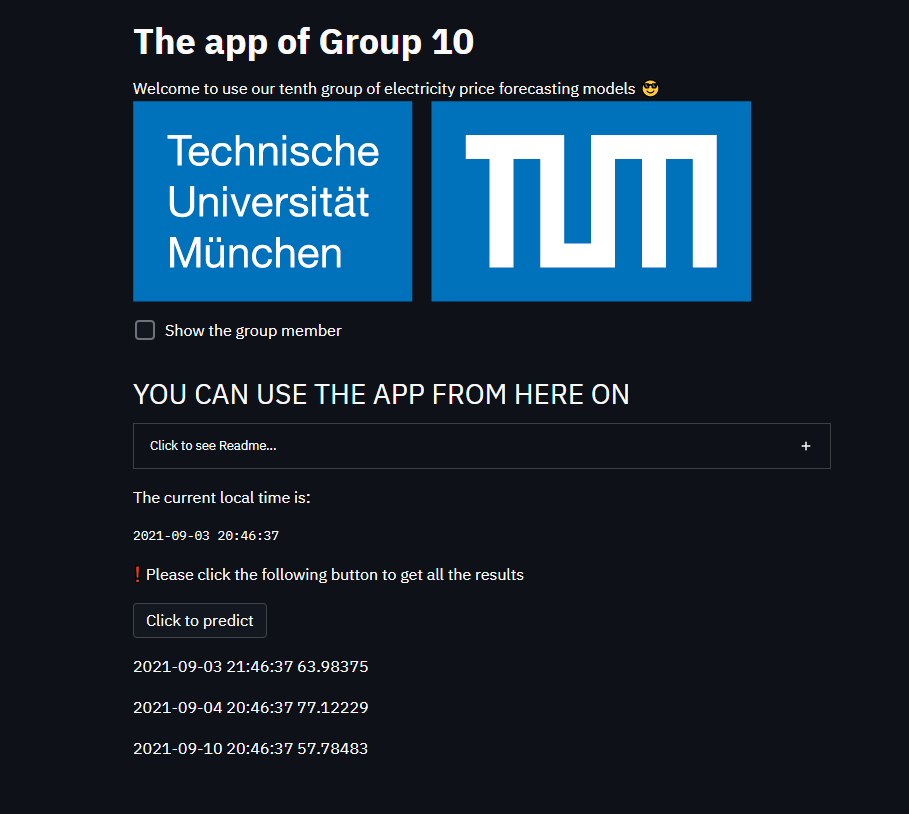 The app of Group 10
Welcome to use our tenth group of electricity price forecasting models 😎
Technische
Universität
München
TUM
Show the group member
YOU CAN USE THE APP FROM HERE ON
Click to see Readme... +
The current local time is:
2021-09-03 20:46:37
❗ Please click the following button to get all the results
Click to predict
2021-09-03 21:46:37 63.98375
2021-09-04 20:46:37 77.12229
2021-09-10 20:46:37 57.78483